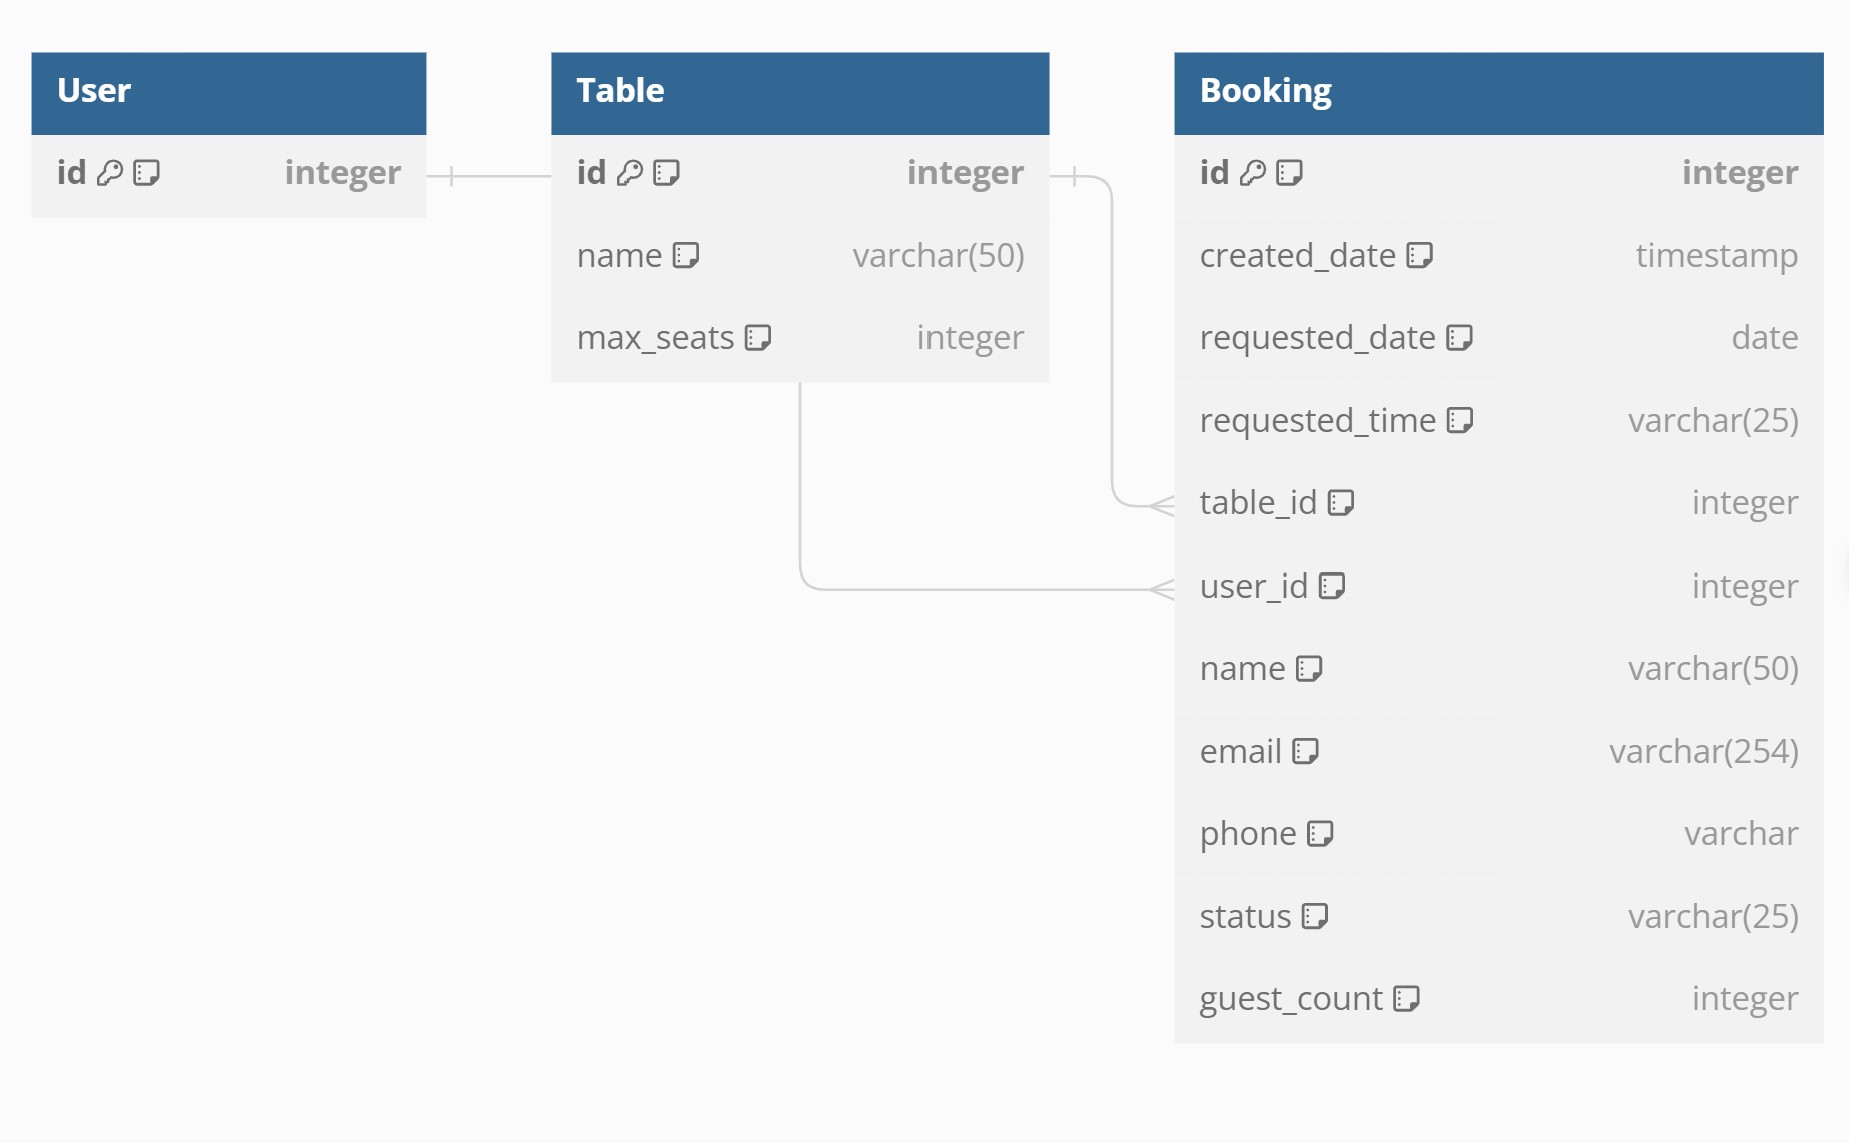 User
id integer
Table
id integer
name varchar(50)
max_seats integer
Booking
id integer
created_date timestamp
requested_date date
requested_time varchar(25)
table_id integer
user_id integer
name varchar(50)
email varchar(254)
phone varchar
status varchar(25)
guest_count integer